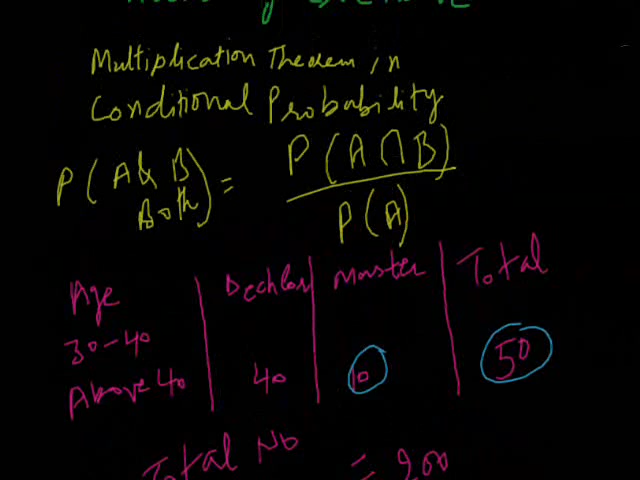 Multiplication Theorem in
Conditional Probability
P(A & B Both) = P(A∩B) / P(A)
Age Bechlor Master Total
30-40
Above 40 40 10 50
Total No = 200